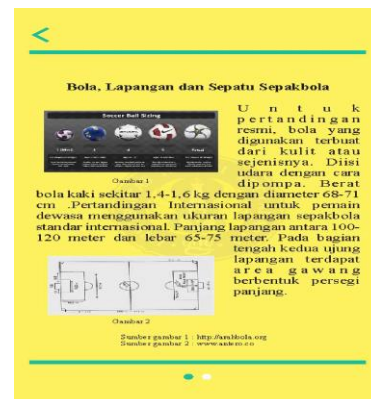 Bola, Lapangan dan Sepatu Sepakbola
Soccer Ball Sizing
U n t u k
pertandingan
resmi, bola yang
digunakan terbuat
dari kulit atau
sejenisnya. Diisi
udara dengan cara
dipompa. Berat
Gambar 1
bola kaki sekitar 1,4-1,6 kg dengan diameter 68-71
cm .Pertandingan Internasional untuk pemain
dewasa menggunakan ukuran lapangan sepakbola
standar internasional. Panjang lapangan antara 100-
120 meter dan lebar 65-75 meter. Pada bagian
tengah kedua ujung
lapangan terdapat
area gawang
berbentuk persegi
panjang.
Gambar 2
Sumber gambar 1 : http://arahbola.org
Sumber gambar 2 : www.antero.co